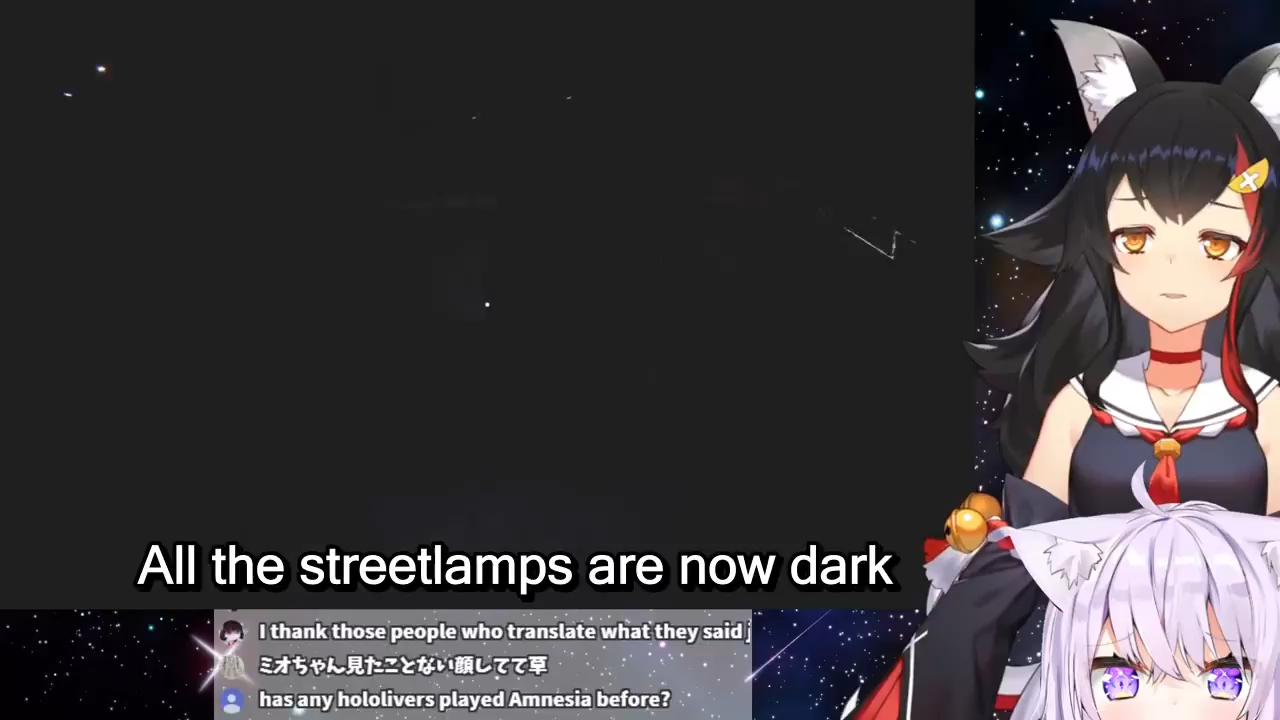 All the streetlamps are now dark
I thank those people who translate what they said j
ミオちゃん見たことない顔してて草
has any hololivers played Amnesia before?